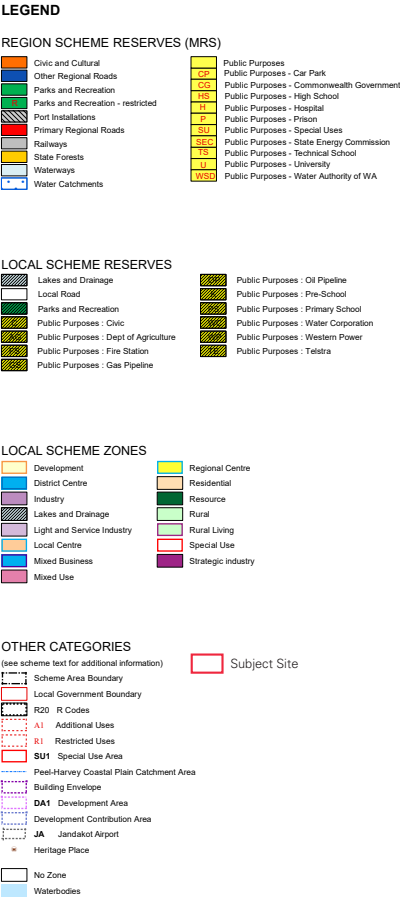 LEGEND
REGION SCHEME RESERVES (MRS)
Civic and Cultural
Other Regional Roads
Parks and Recreation
R Parks and Recreation - restricted
Port Installations
Primary Regional Roads
Railways
State Forests
Waterways
Water Catchments
Public Purposes
CP Public Purposes - Car Park
CG Public Purposes - Commonwealth Government
HS Public Purposes - High School
H Public Purposes - Hospital
P Public Purposes - Prison
SU Public Purposes - Special Uses
SEC Public Purposes - State Energy Commission
TS Public Purposes - Technical School
U Public Purposes - University
WSD Public Purposes - Water Authority of WA
LOCAL SCHEME RESERVES
Lakes and Drainage
Local Road
Parks and Recreation
Public Purposes : Civic
Public Purposes : Dept of Agriculture
Public Purposes : Fire Station
Public Purposes : Gas Pipeline
Public Purposes : Oil Pipeline
Public Purposes : Pre-School
Public Purposes : Primary School
Public Purposes : Water Corporation
Public Purposes : Western Power
Public Purposes : Telstra
LOCAL SCHEME ZONES
Development
District Centre
Industry
Lakes and Drainage
Light and Service Industry
Local Centre
Mixed Business
Mixed Use
Regional Centre
Residential
Resource
Rural
Rural Living
Special Use
Strategic industry
OTHER CATEGORIES
(see scheme text for additional information)
Subject Site
Scheme Area Boundary
Local Government Boundary
R20 R Codes
A1 Additional Uses
R1 Restricted Uses
SU1 Special Use Area
Peel-Harvey Coastal Plain Catchment Area
Building Envelope
DA1 Development Area
Development Contribution Area
JA Jandakot Airport
Heritage Place
No Zone
Waterbodies